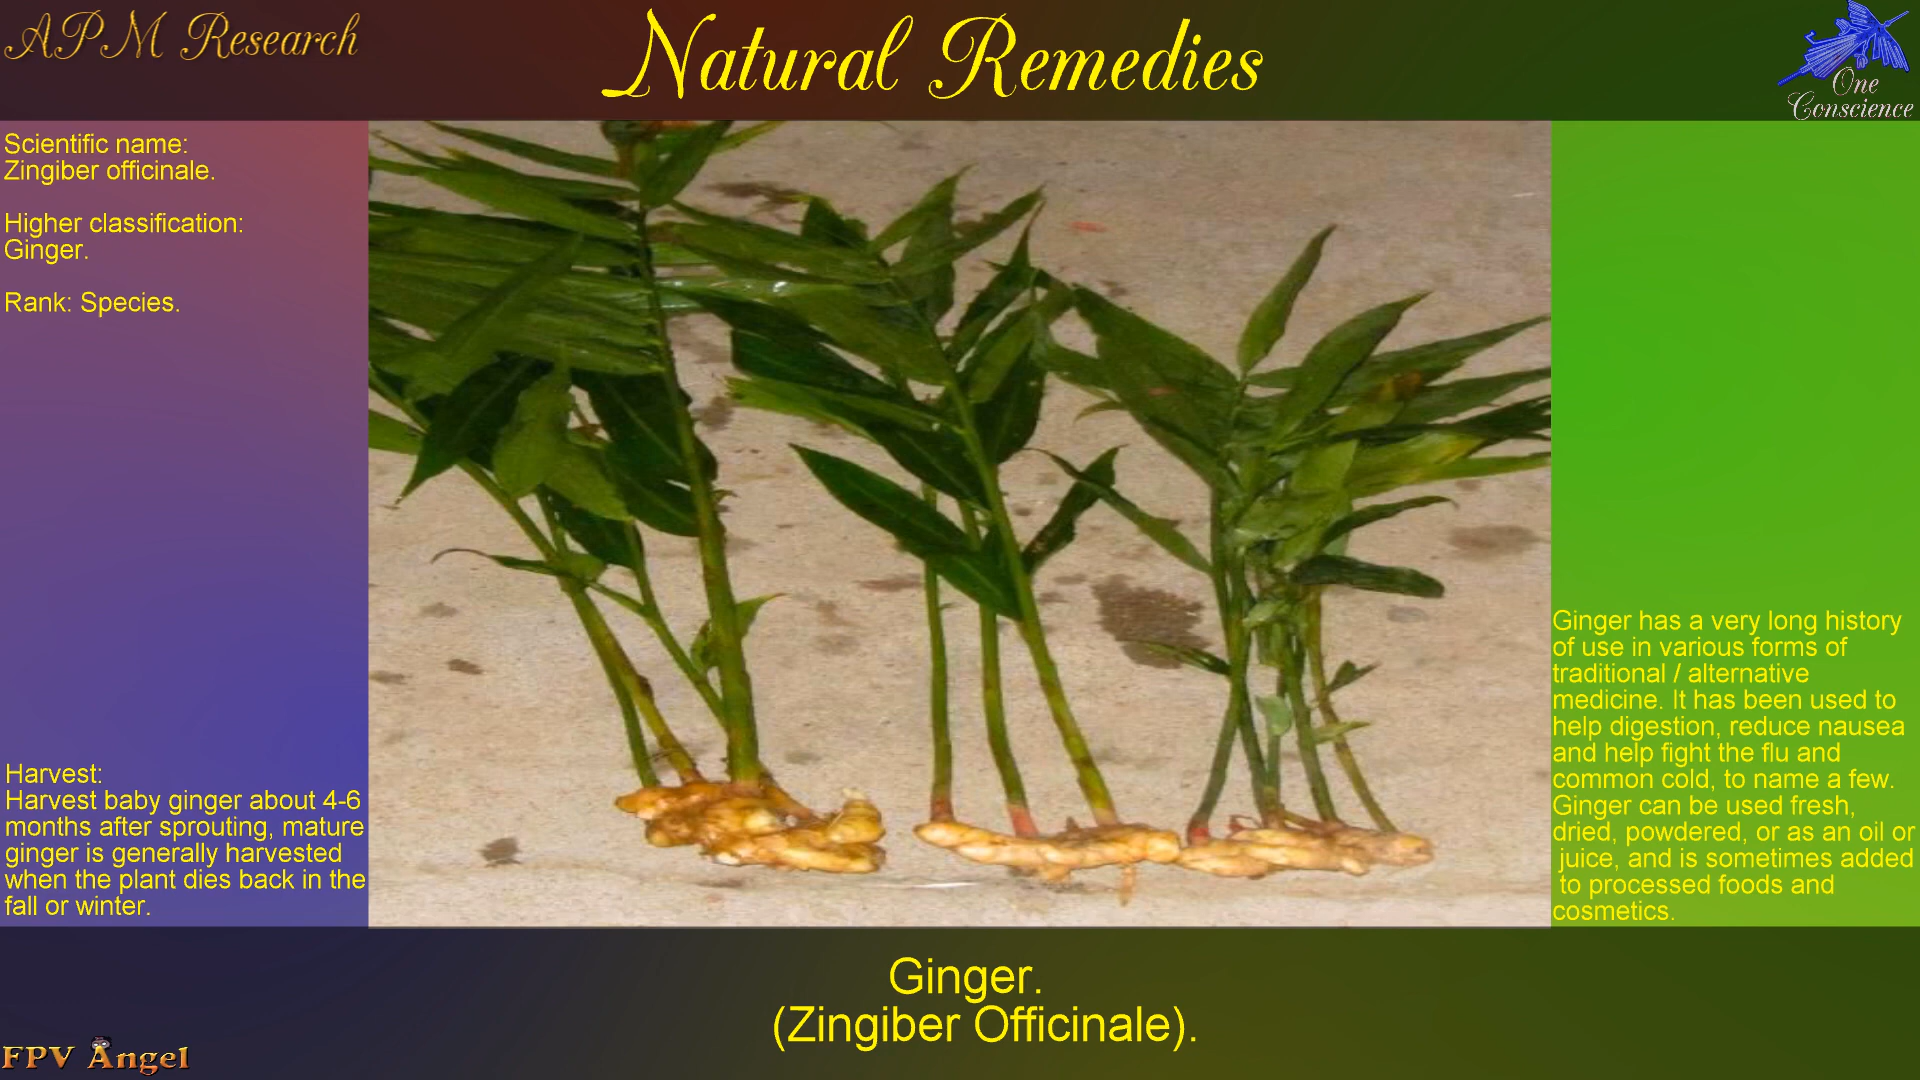 APM Research
Natural Remedies
One
Conscience
Scientific name:
Zingiber officinale.
Higher classification:
Ginger.
Rank: Species.
Harvest:
Harvest baby ginger about 4-6
months after sprouting, mature
ginger is generally harvested
when the plant dies back in the
fall or winter.
Ginger has a very long history
of use in various forms of
traditional / alternative
medicine. It has been used to
help digestion, reduce nausea
and help fight the flu and
common cold, to name a few.
Ginger can be used fresh,
dried, powdered, or as an oil or
juice, and is sometimes added
to processed foods and
cosmetics.
Ginger.
(Zingiber Officinale).
FPV Angel